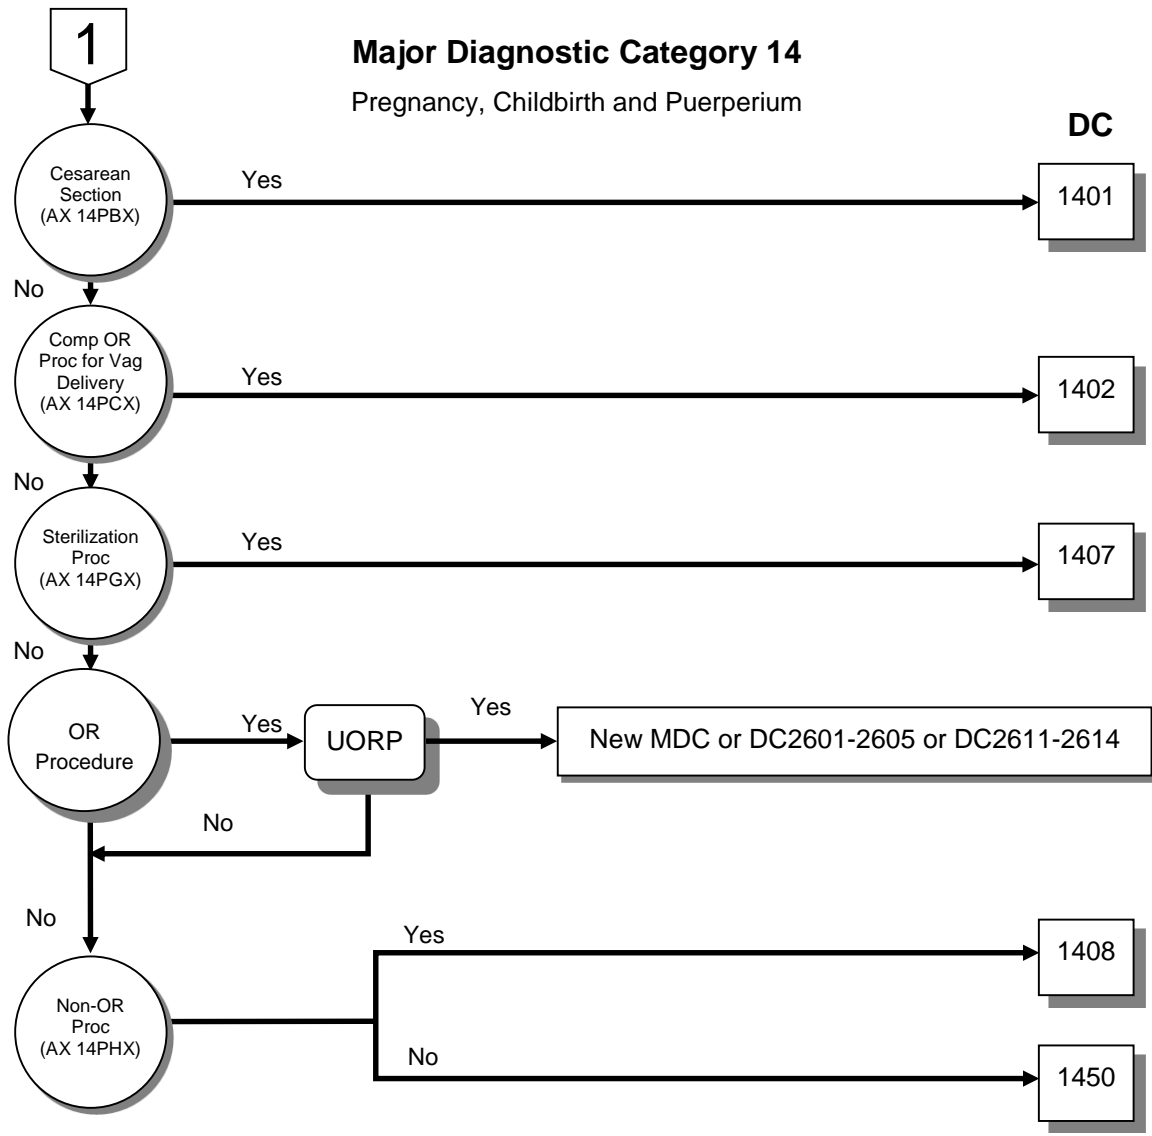 1
Major Diagnostic Category 14
Pregnancy, Childbirth and Puerperium
DC
Cesarean
Section
(AX 14PBX)
Yes
1401
No
Comp OR
Proc for Vag
Delivery
(AX 14PCX)
Yes
1402
No
Sterilization
Proc
(AX 14PGX)
Yes
1407
No
OR
Procedure
Yes
UORP
Yes
New MDC or DC2601-2605 or DC2611-2614
No
No
Non-OR
Proc
(AX 14PHX)
Yes
1408
No
1450